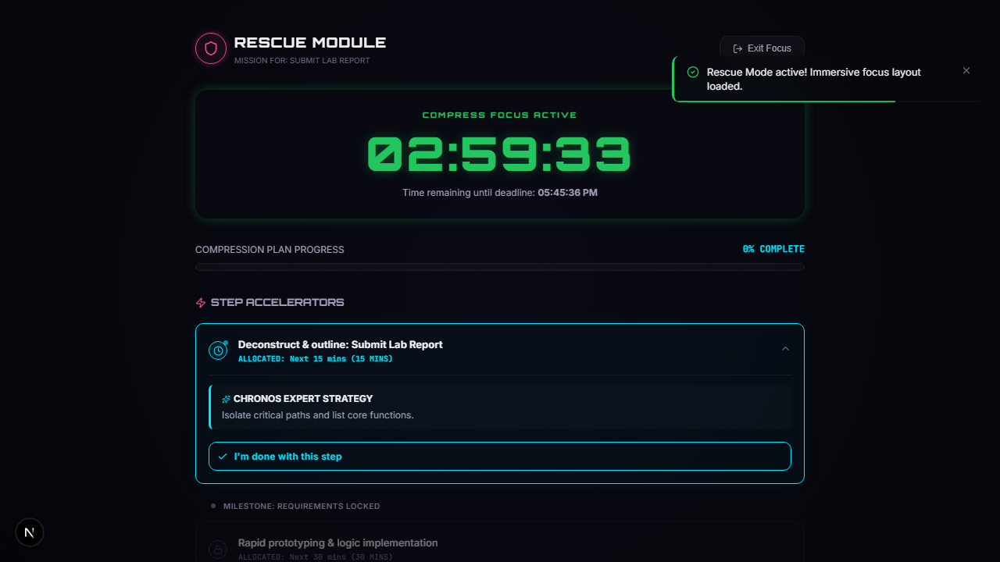 RESCUE MODULE
MISSION FOR: SUBMIT LAB REPORT
Exit Focus
Rescue Mode active! Immersive focus layout
loaded.
COMPRESS FOCUS ACTIVE
02:59:33
Time remaining until deadline: 05:45:36 PM
COMPRESSION PLAN PROGRESS
0% COMPLETE
STEP ACCELERATORS
Deconstruct & outline: Submit Lab Report
ALLOCATED: Next 15 mins (15 MINS)
CHRONOS EXPERT STRATEGY
Isolate critical paths and list core functions.
I'm done with this step
MILESTONE: REQUIREMENTS LOCKED
N
Rapid prototyping & logic implementation
ALLOCATED: Next 30 mins (30 MINS)